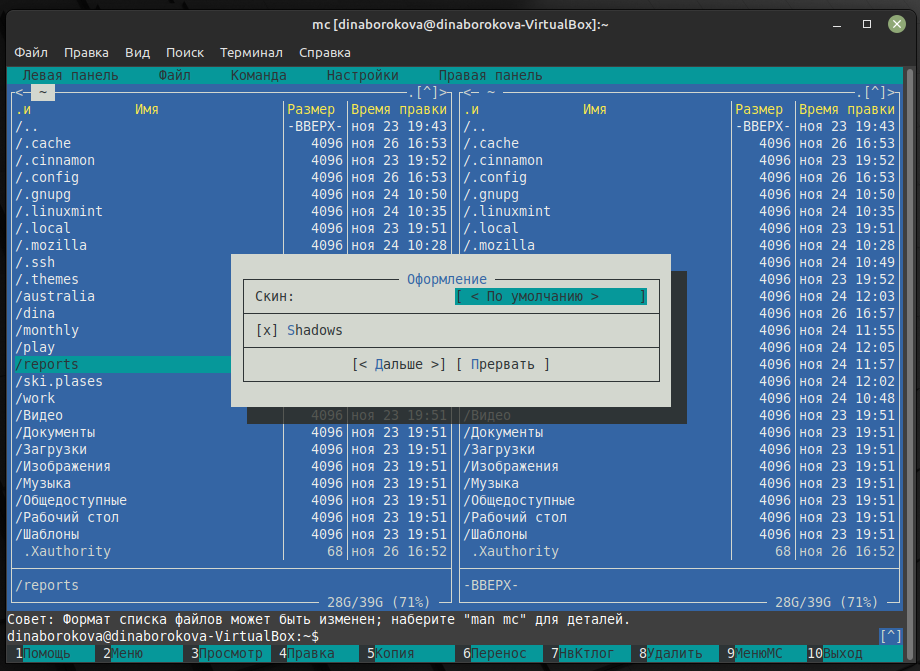 mc [dinaborokova@dinaborokova-VirtualBox]:~
Файл Правка Вид Поиск Терминал Справка
Левая панель Файл Команда Настройки Правая панель
<─ ~ .[^]> <─ ~ .[^]>
.и Имя Размер Время правки .и Имя Размер Время правки
/.. -ВВЕРХ- ноя 23 19:43 /.. -ВВЕРХ- ноя 23 19:43
/.cache 4096 ноя 26 16:53 /.cache 4096 ноя 26 16:53
/.cinnamon 4096 ноя 23 19:52 /.cinnamon 4096 ноя 23 19:52
/.config 4096 ноя 26 16:53 /.config 4096 ноя 26 16:53
/.gnupg 4096 ноя 24 10:50 /.gnupg 4096 ноя 24 10:50
/.linuxmint 4096 ноя 24 10:35 /.linuxmint 4096 ноя 24 10:35
/.local 4096 ноя 23 19:51 /.local 4096 ноя 23 19:51
/.mozilla 4096 ноя 24 10:28 /.mozilla 4096 ноя 24 10:28
/.ssh 4096 ноя 24 10:49
/.themes Оформление 4096 ноя 23 19:52
/australia Скин: [ < По умолчанию > ] 4096 ноя 24 12:03
/dina 4096 ноя 26 16:57
/monthly [x] Shadows 4096 ноя 24 11:55
/play 4096 ноя 24 12:05
/reports [< Дальше >] [ Прервать ] 4096 ноя 24 11:57
/ski.plases 4096 ноя 24 12:02
/work 4096 ноя 24 10:48
/Видео 4096 ноя 23 19:51 /Видео 4096 ноя 23 19:51
/Документы 4096 ноя 23 19:51 /Документы 4096 ноя 23 19:51
/Загрузки 4096 ноя 23 19:51 /Загрузки 4096 ноя 23 19:51
/Изображения 4096 ноя 23 19:51 /Изображения 4096 ноя 23 19:51
/Музыка 4096 ноя 23 19:51 /Музыка 4096 ноя 23 19:51
/Общедоступные 4096 ноя 23 19:51 /Общедоступные 4096 ноя 23 19:51
/Рабочий стол 4096 ноя 23 19:51 /Рабочий стол 4096 ноя 23 19:51
/Шаблоны 4096 ноя 23 19:51 /Шаблоны 4096 ноя 23 19:51
.Xauthority 68 ноя 26 16:52 .Xauthority 68 ноя 26 16:52
/reports -ВВЕРХ-
28G/39G (71%) 28G/39G (71%)
Совет: Формат списка файлов может быть изменен; наберите "man mc" для деталей.
dinaborokova@dinaborokova-VirtualBox:~$ [^]
1Помощь 2Меню 3Просмотр 4Правка 5Копия 6Перенос 7НвКтлог 8Удалить 9МенюМС 10Выход